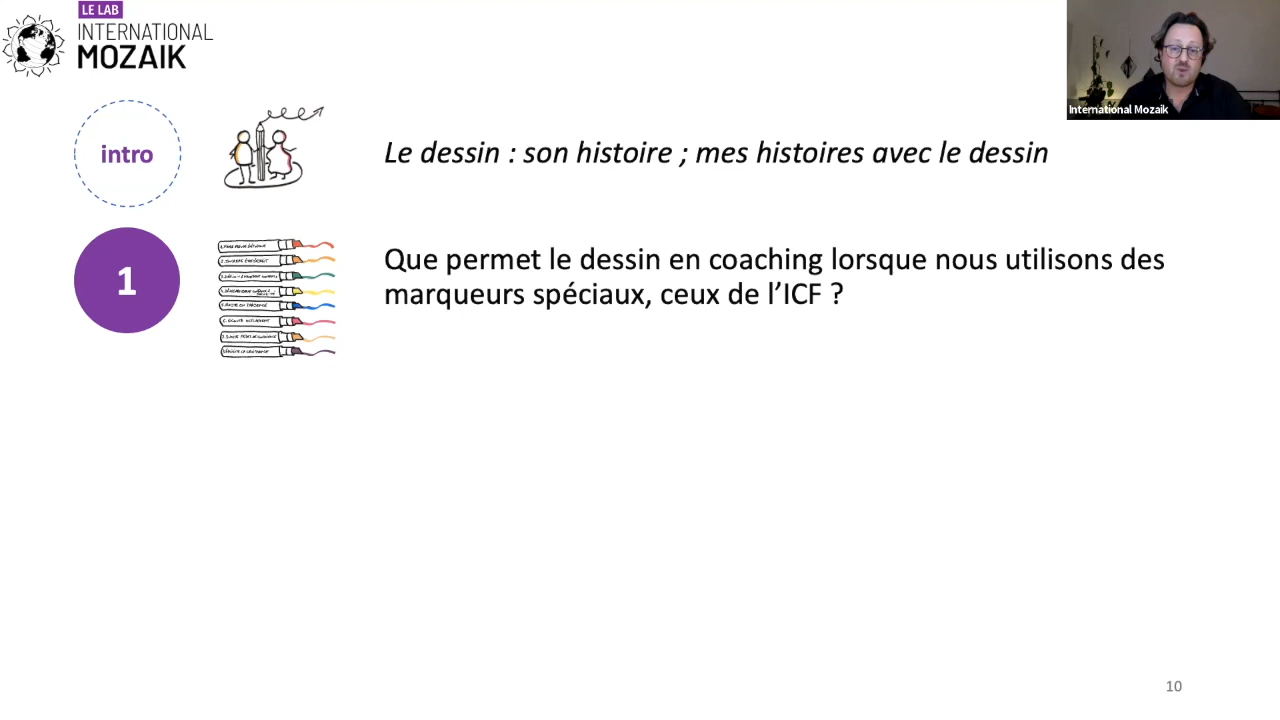 LE LAB
INTERNATIONAL
MOZAIK
International Mozaik
intro
Le dessin : son histoire ; mes histoires avec le dessin
1
Que permet le dessin en coaching lorsque nous utilisons des
marqueurs spéciaux, ceux de l’ICF ?
10